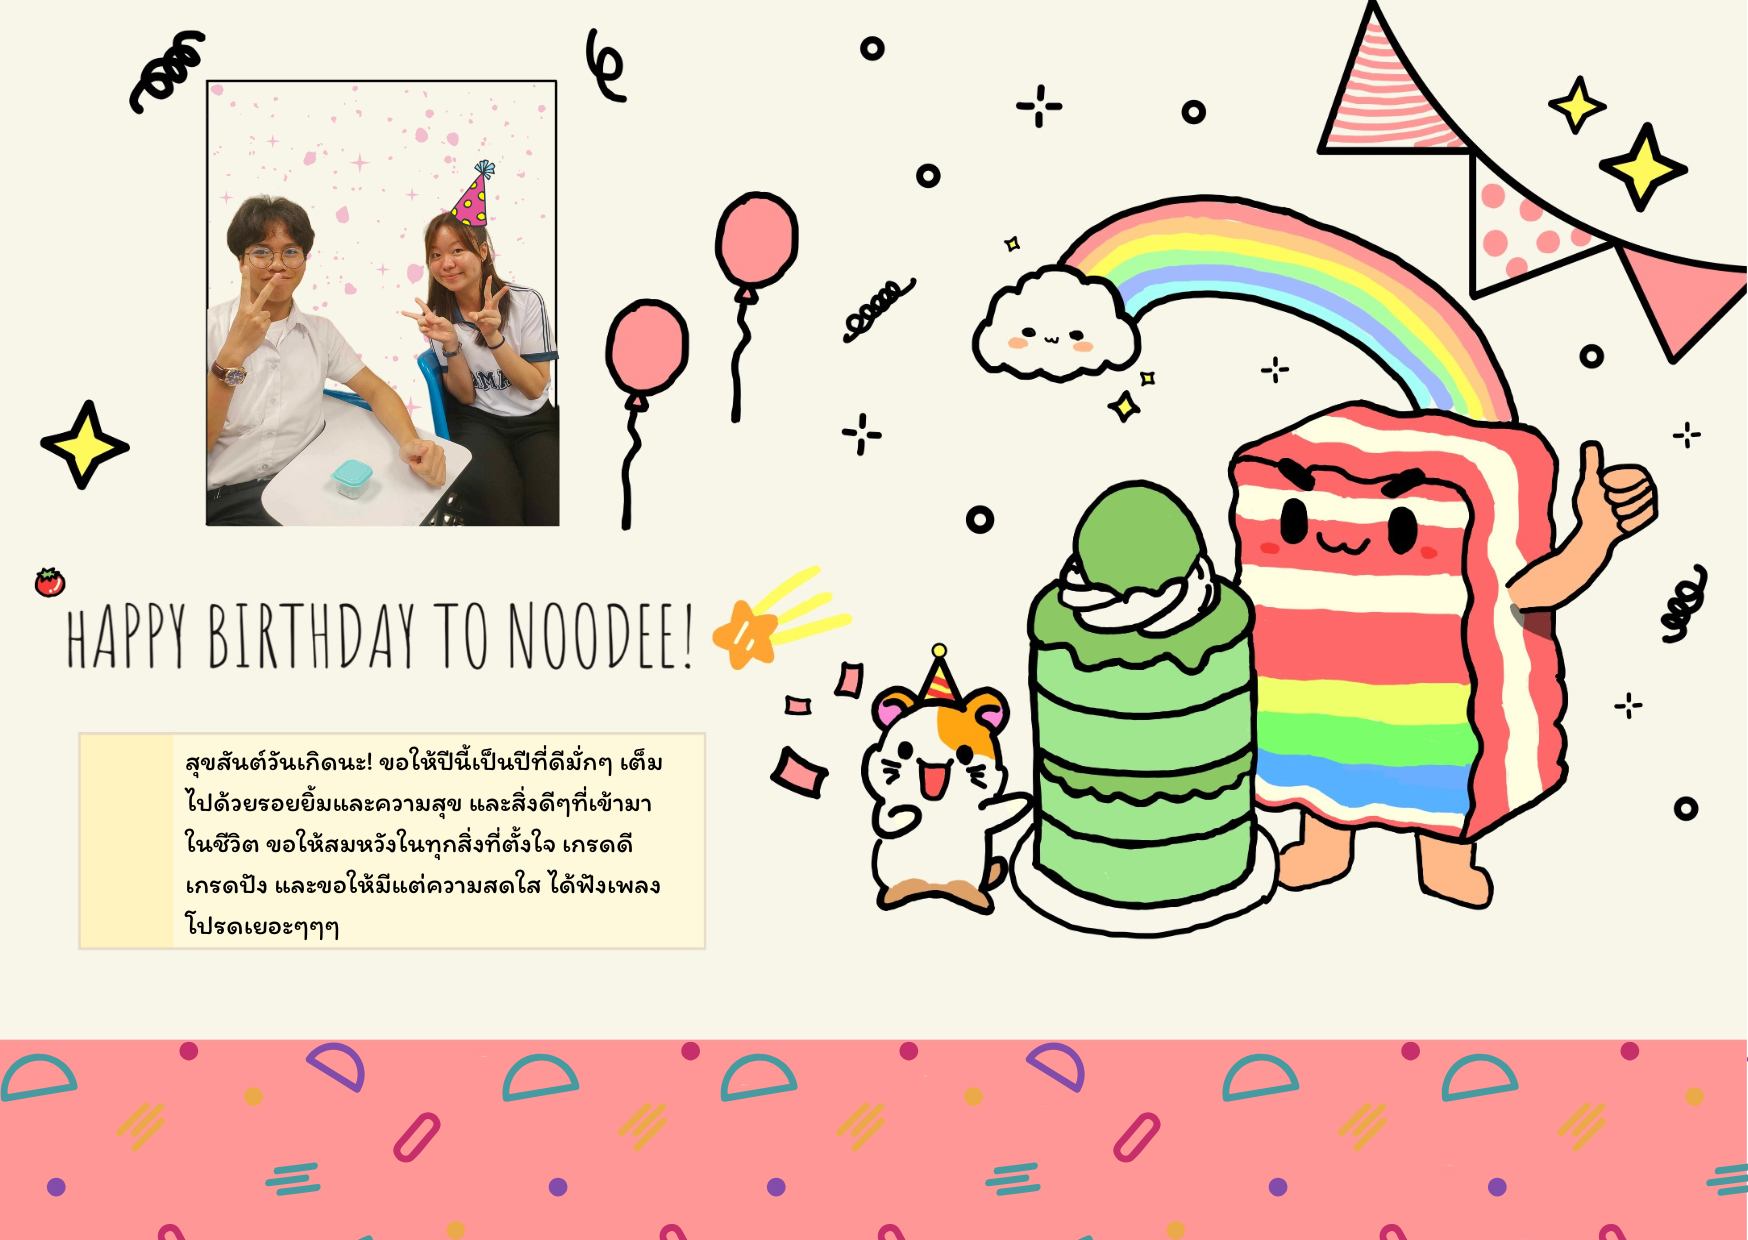 HAPPY BIRTHDAY TO NOODEE!
สุขสันต์วันเกิดนะ! ขอให้ปีนี้เป็นปีที่ดีมั่กๆ เต็ม
ไปด้วยรอยยิ้มและความสุข และสิ่งดีๆที่เข้ามา
ในชีวิต ขอให้สมหวังในทุกสิ่งที่ตั้งใจ เกรดดี
เกรดปัง และขอให้มีแต่ความสดใส ได้ฟังเพลง
โปรดเยอะๆๆๆ